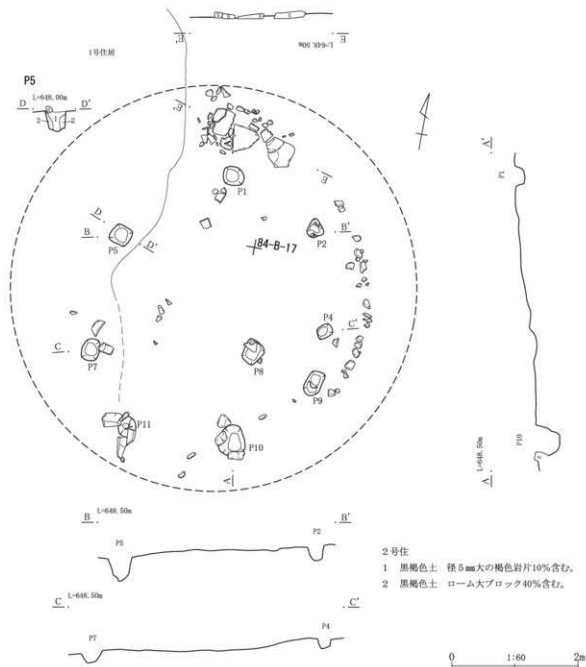 E. .E'
L=648.50m
1号住居
P5
L=648.00m
D D'
2 1 2
E'
P1
E
D
B
P5
D'
84-B-17
P2
B'
P4
C'
C
P7
P8
P9
P11
P10
A
A'
P1
P10
L=648.50m
A
B L=648.50m B'
P5 P2
C L=648.50m C'
P7 P4
2号住
1 黒褐色土 径5mm大の褐色岩片10%含む。
2 黒褐色土 ローム大ブロック40%含む。
0 1:60 2m